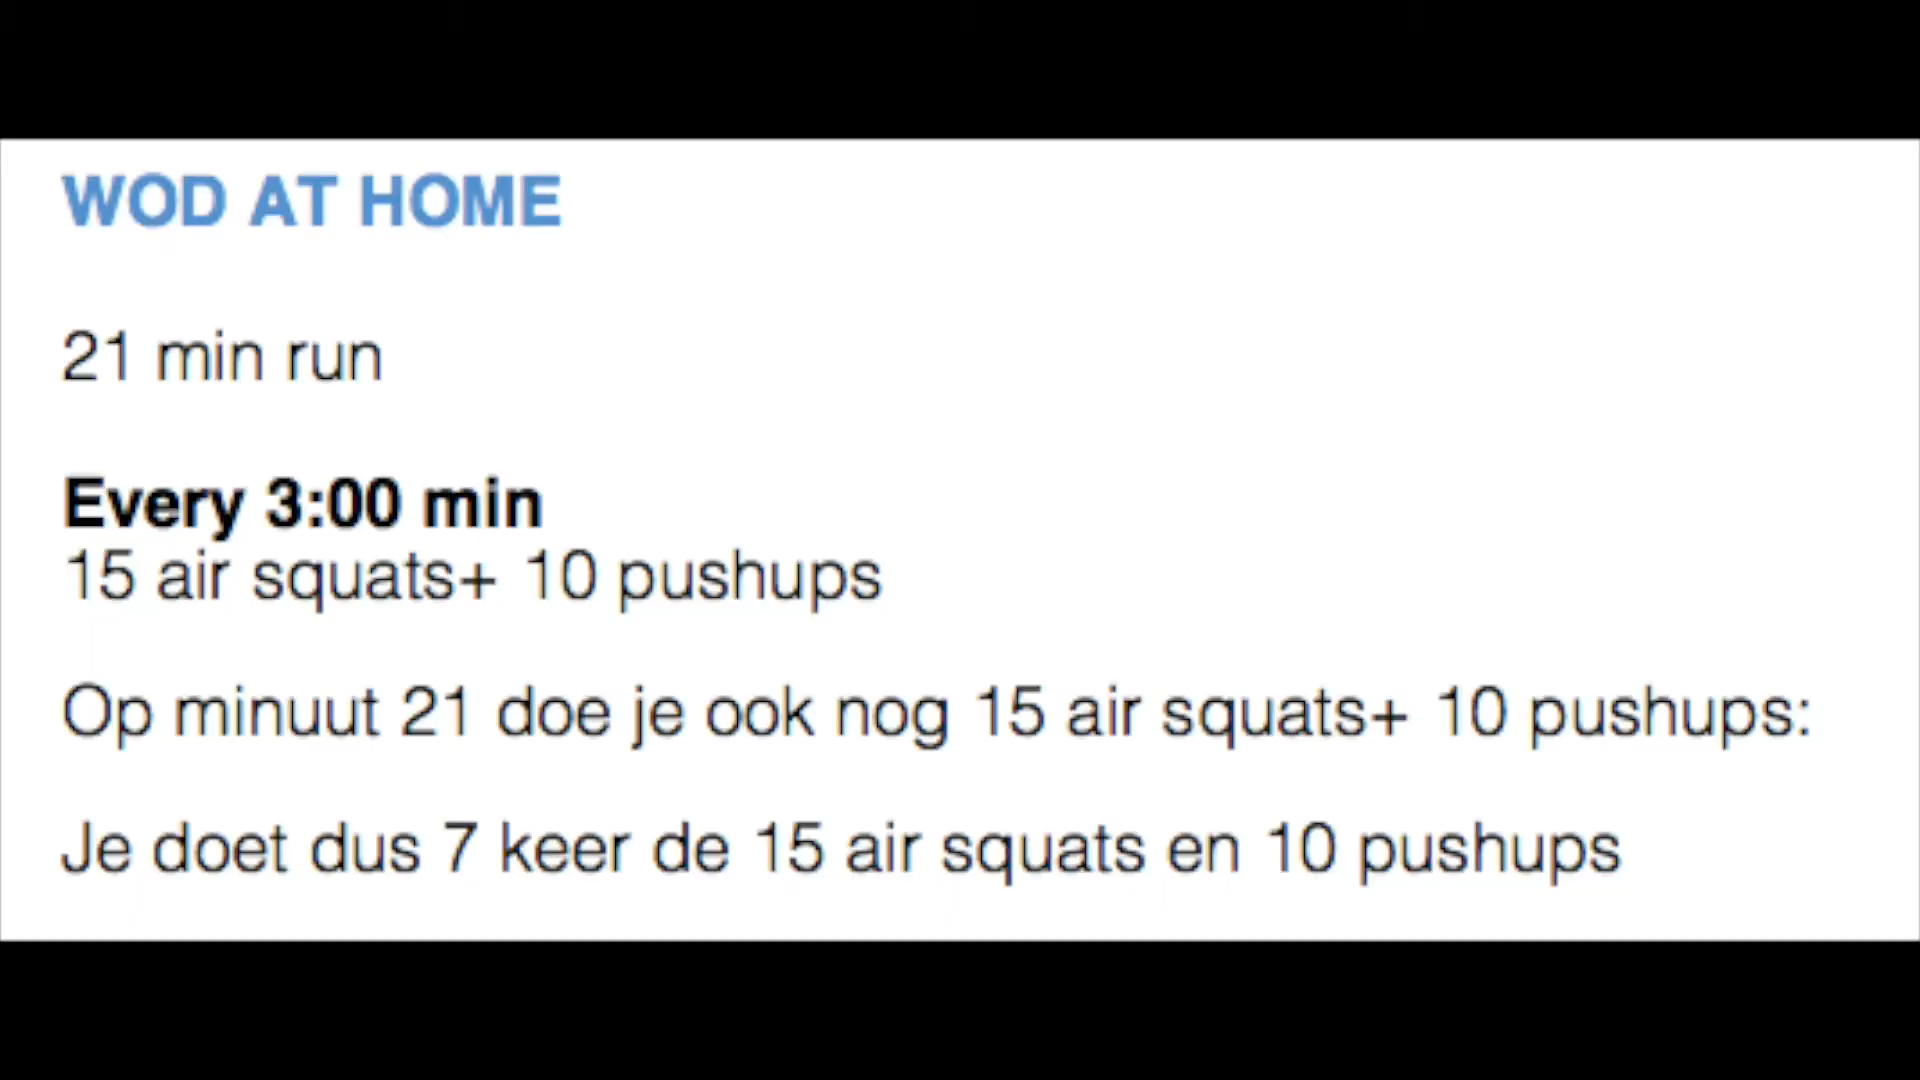 WOD AT HOME
21 min run
Every 3:00 min
15 air squats+ 10 pushups
Op minuut 21 doe je ook nog 15 air squats+ 10 pushups:
Je doet dus 7 keer de 15 air squats en 10 pushups